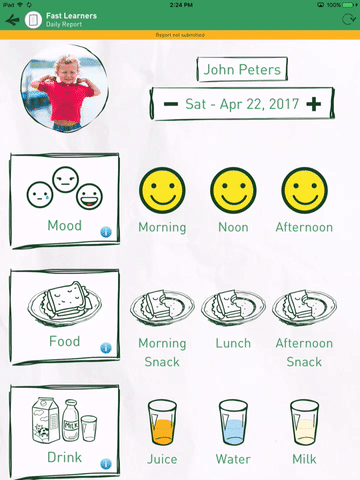 iPad
2:24 PM
100%
Fast Learners
Daily Report
Report not submitted
John Peters
Sat - Apr 22, 2017
Mood
i
Morning
Noon
Afternoon
Food
i
Morning
Snack
Lunch
Afternoon
Snack
MILK
Drink
i
Juice
Water
Milk